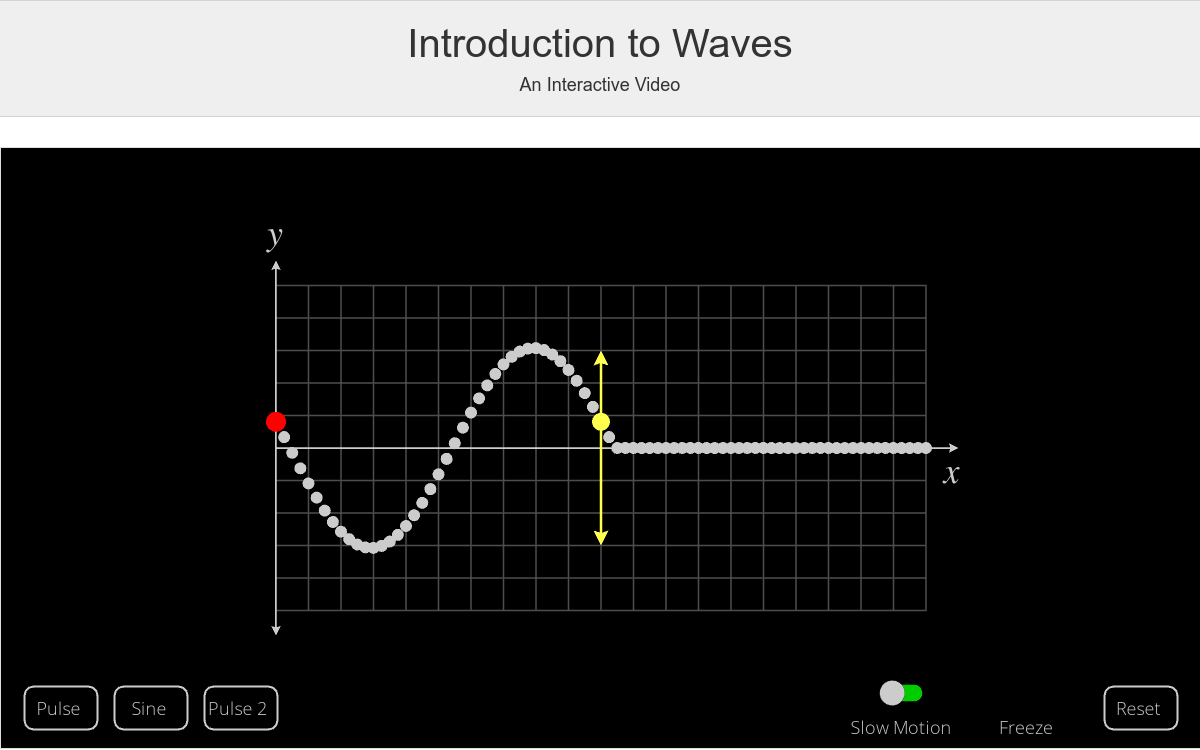 Introduction to Waves
An Interactive Video
y
x
Pulse
Sine
Pulse 2
Slow Motion
Freeze
Reset